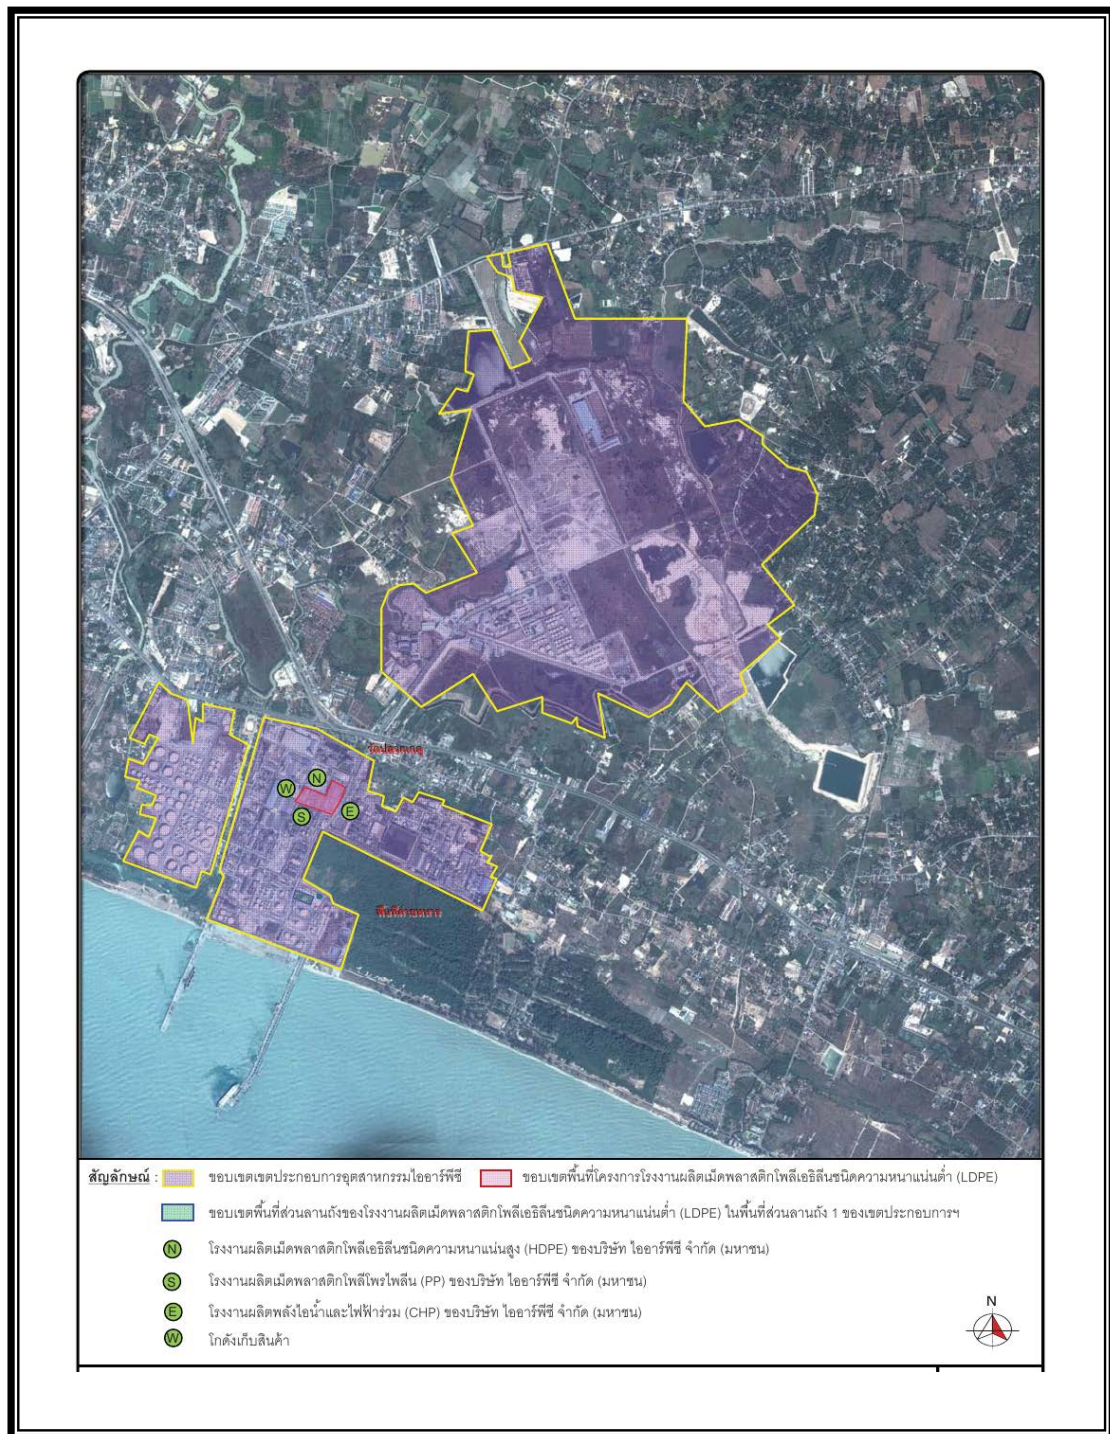 วัดปลวกเกตุ
N
W
E
S
สัญลักษณ์ : ขอบเขตเขตประกอบการอุตสาหกรรมไออาร์พีซี ขอบเขตพื้นที่โครงการโรงงานผลิตเม็ดพลาสติกโพลีเอธิลีนชนิดความหนาแน่นต่ำ (LDPE)
ขอบเขตพื้นที่ส่วนลานถังของโรงงานผลิตเม็ดพลาสติกโพลีเอธิลีนชนิดความหนาแน่นต่ำ (LDPE) ในพื้นที่ส่วนลานถัง 1 ของเขตประกอบการฯ
N โรงงานผลิตเม็ดพลาสติกโพลีเอธิลีนชนิดความหนาแน่นสูง (HDPE) ของบริษัท ไออาร์พีซี จำกัด (มหาชน)
S โรงงานผลิตเม็ดพลาสติกโพลีโพรไพลีน (PP) ของบริษัท ไออาร์พีซี จำกัด (มหาชน)
E โรงงานผลิตพลังไอน้ำและไฟฟ้าร่วม (CHP) ของบริษัท ไออาร์พีซี จำกัด (มหาชน)
W โกดังเก็บสินค้า
N